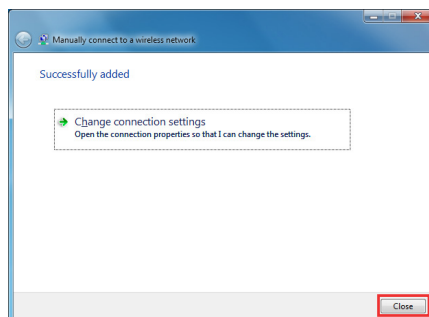 Manually connect to a wireless network
Successfully added
Change connection settings
Open the connection properties so that I can change the settings.
Close